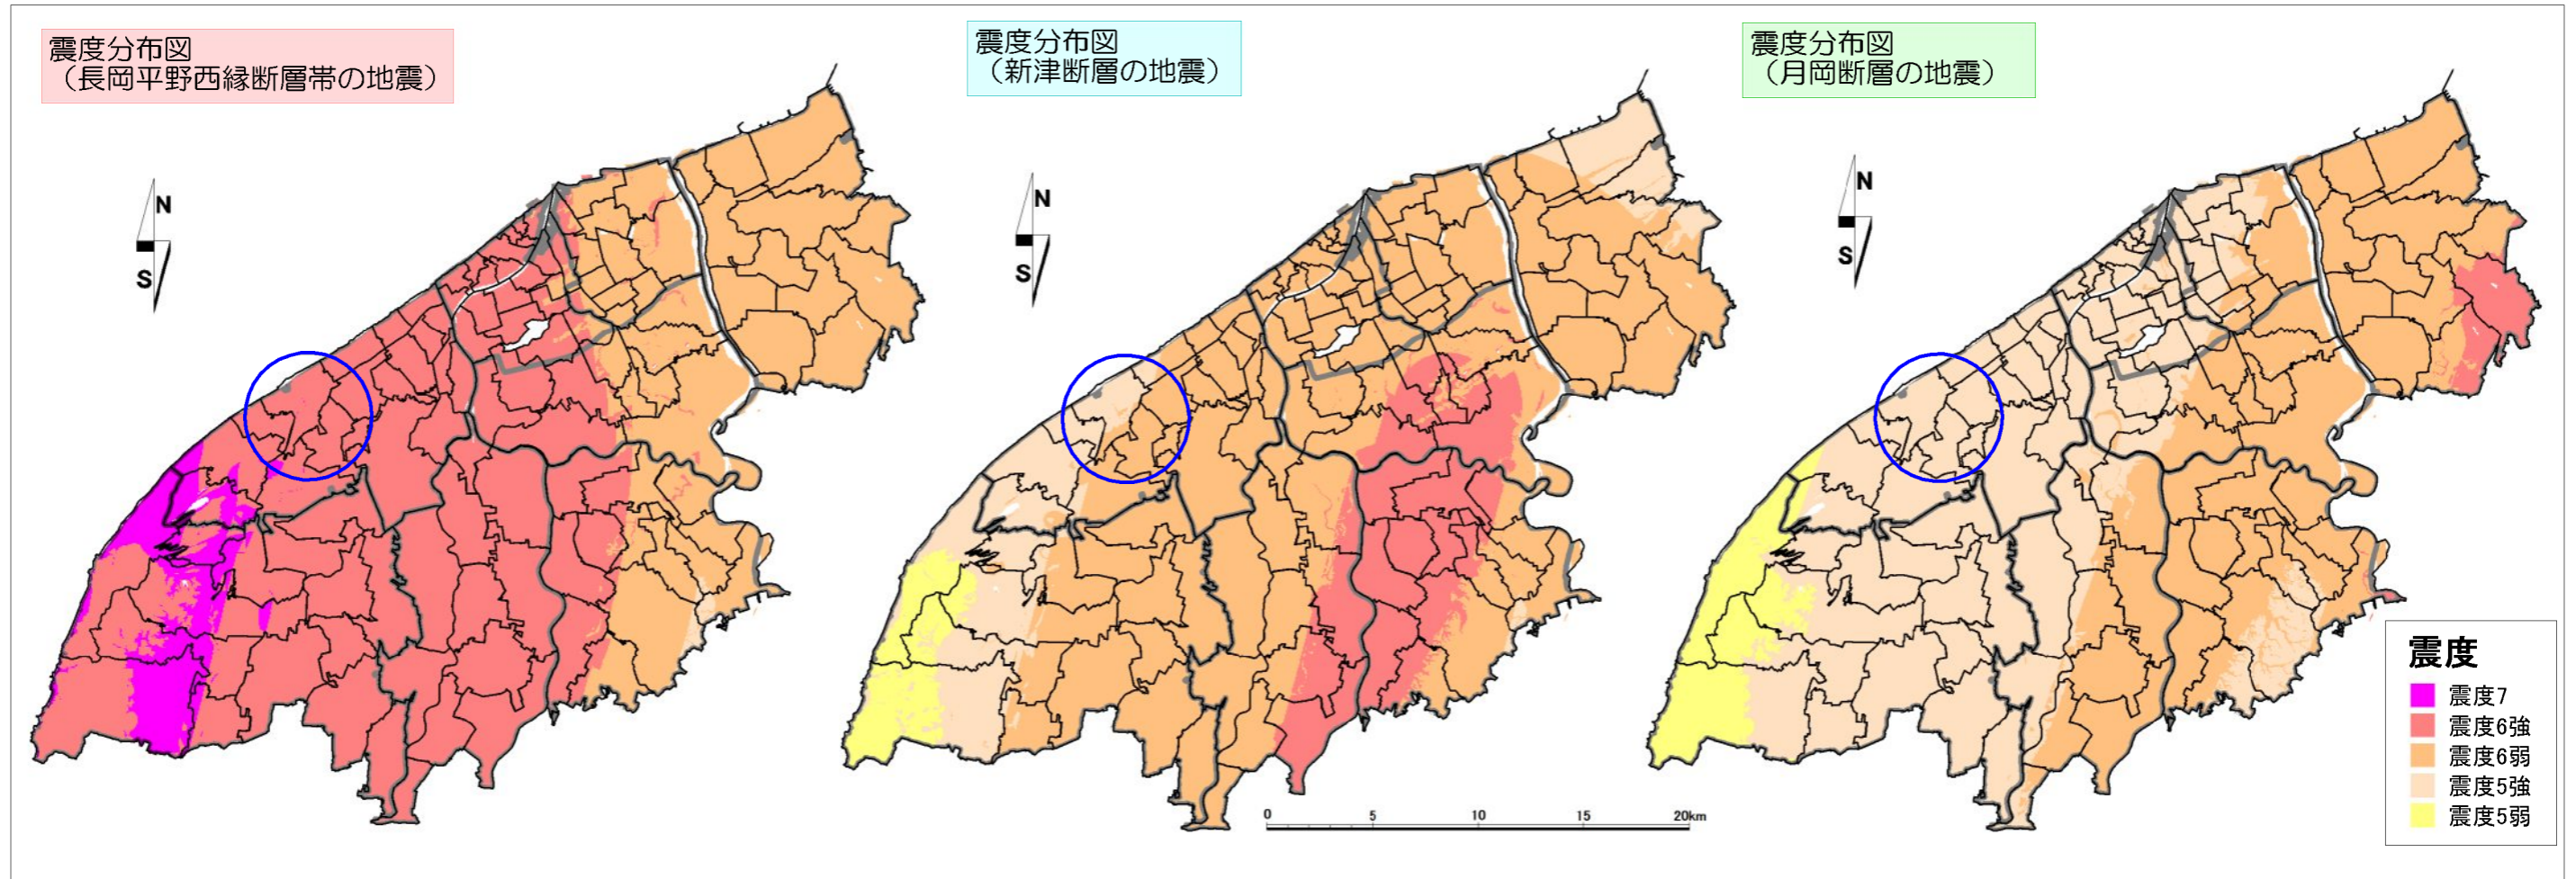 震度分布図
（長岡平野西縁断層帯の地震）
震度分布図
（新津断層の地震）
震度分布図
（月岡断層の地震）
N
S
N
S
N
S
0 5 10 15 20km
震度
震度7
震度6強
震度6弱
震度5強
震度5弱